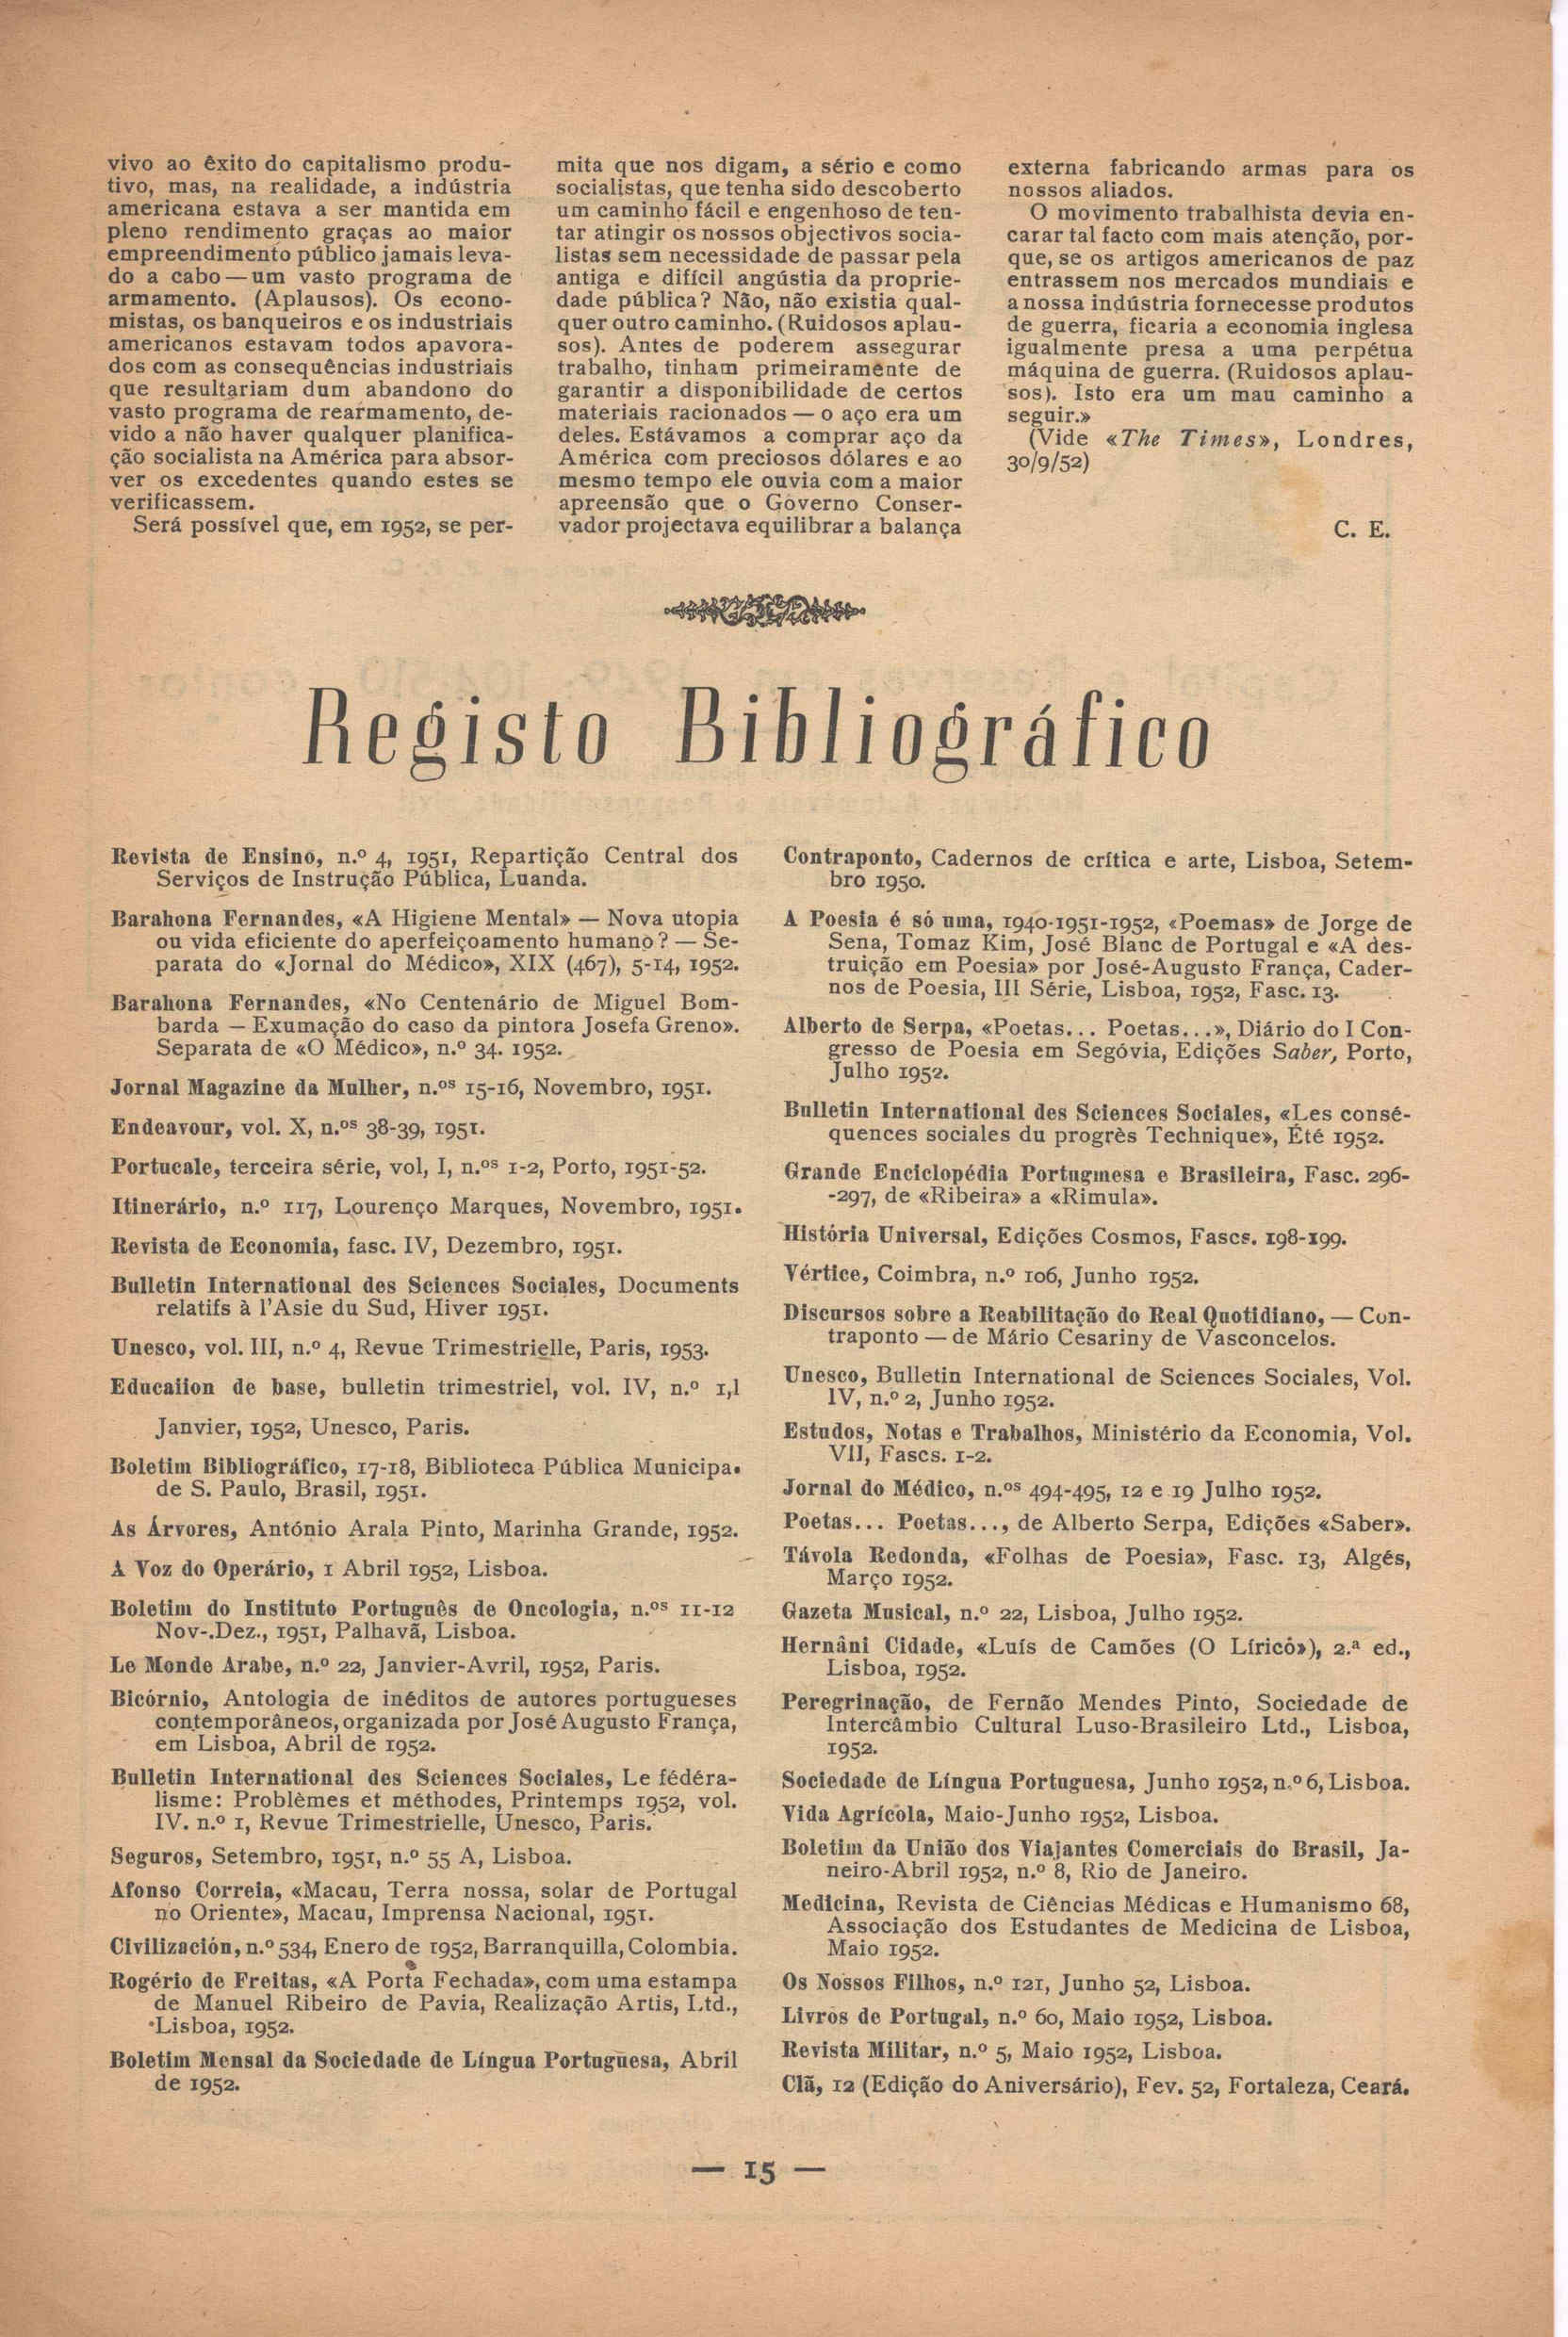 vivo ao êxito do capitalismo produ-
tivo, mas, na realidade, a indústria
americana estava a ser mantida em
pleno rendimento graças ao maior
empreendimento público jamais leva-
do a cabo — um vasto programa de
armamento. (Aplausos). Os econo-
mistas, os banqueiros e os industriais
americanos estavam todos apavora-
dos com as consequências industriais
que resultariam dum abandono do
vasto programa de rearmamento, de-
vido a não haver qualquer planifica-
ção socialista na América para absor-
ver os excedentes quando estes se
verificassem.
Será possível que, em 1952, se per-
mita que nos digam, a sério e como
socialistas, que tenha sido descoberto
um caminho fácil e engenhoso de ten-
tar atingir os nossos objectivos socia-
listas sem necessidade de passar pela
antiga e difícil angústia da proprie-
dade pública? Não, não existia qual-
quer outro caminho. (Ruidosos aplau-
sos). Antes de poderem assegurar
trabalho, tinham primeiramente de
garantir a disponibilidade de certos
materiais racionados — o aço era um
deles. Estávamos a comprar aço da
América com preciosos dólares e ao
mesmo tempo ele ouvia com a maior
apreensão que o Governo Conser-
vador projectava equilibrar a balança
externa fabricando armas para os
nossos aliados.
O movimento trabalhista devia en-
carar tal facto com mais atenção, por-
que, se os artigos americanos de paz
entrassem nos mercados mundiais e
a nossa indústria fornecesse produtos
de guerra, ficaria a economia inglesa
igualmente presa a uma perpétua
máquina de guerra. (Ruidosos aplau-
sos). Isto era um mau caminho a
seguir.»
(Vide «The Times», Londres,
30/9/52)
C. E.
Registo Bibliográfico
Revista de Ensino, n.º 4, 1951, Repartição Central dos
Serviços de Instrução Pública, Luanda.
Barahona Fernandes, «A Higiene Mental» — Nova utopia
ou vida eficiente do aperfeiçoamento humano? — Se-
parata do «Jornal do Médico», XIX (467), 5-14, 1952.
Barahona Fernandes, «No Centenário de Miguel Bom-
barda — Exumação do caso da pintora Josefa Greno».
Separata de «O Médico», n.º 34. 1952.
Jornal Magazine da Mulher, n.os 15-16, Novembro, 1951.
Endeavour, vol. X, n.os 38-39, 1951.
Portucale, terceira série, vol, I, n.os 1-2, Porto, 1951-52.
Itinerário, n.º 117, Lourenço Marques, Novembro, 1951.
Revista de Economia, fasc. IV, Dezembro, 1951.
Bulletin International des Sciences Sociales, Documents
relatifs à l'Asie du Sud, Hiver 1951.
Unesco, vol. III, n.º 4, Revue Trimestrielle, Paris, 1953.
Educaiion de base, bulletin trimestriel, vol. IV, n.º 1,l
Janvier, 1952, Unesco, Paris.
Boletim Bibliográfico, 17-18, Biblioteca Pública Municipa.
de S. Paulo, Brasil, 1951.
As Árvores, António Arala Pinto, Marinha Grande, 1952.
A Voz do Operário, 1 Abril 1952, Lisboa.
Boletim do Instituto Português de Oncologia, n.os 11-12
Nov-.Dez., 1951, Palhavã, Lisboa.
Le Monde Arabe, n.º 22, Janvier-Avril, 1952, Paris.
Bicórnio, Antologia de inéditos de autores portugueses
contemporâneos, organizada por José Augusto França,
em Lisboa, Abril de 1952.
Bulletin International des Sciences Sociales, Le fédéra-
lisme: Problèmes et méthodes, Printemps 1952, vol.
IV. n.º 1, Revue Trimestrielle, Unesco, Paris.
Seguros, Setembro, 1951, n.º 55 A, Lisboa.
Afonso Correia, «Macau, Terra nossa, solar de Portugal
no Oriente», Macau, Imprensa Nacional, 1951.
Civilización, n.º 534, Enero de 1952, Barranquilla, Colombia.
Rogério de Freitas, «A Porta Fechada», com uma estampa
de Manuel Ribeiro de Pavia, Realização Artis, Ltd.,
Lisboa, 1952.
Boletim Mensal da Sociedade de Língua Portuguesa, Abril
de 1952.
Contraponto, Cadernos de crítica e arte, Lisboa, Setem-
bro 1950.
A Poesia é só uma, 1940-1951-1952, «Poemas» de Jorge de
Sena, Tomaz Kim, José Blanc de Portugal e «A des-
truição em Poesia» por José-Augusto França, Cader-
nos de Poesia, III Série, Lisboa, 1952, Fasc. 13.
Alberto de Serpa, «Poetas... Poetas...», Diário do I Con-
gresso de Poesia em Segóvia, Edições Saber, Porto,
Julho 1952.
Bulletin International des Sciences Sociales, «Les consé-
quences sociales du progrès Technique», Été 1952.
Grande Enciclopédia Portugmesa e Brasileira, Fasc. 296-
-297, de «Ribeira» a «Rimula».
História Universal, Edições Cosmos, Fascs. 198-199.
Vértice, Coimbra, n.º 106, Junho 1952.
Discursos sobre a Reabilitação do Real Quotidiano, — Con-
traponto — de Mário Cesariny de Vasconcelos.
Unesco, Bulletin International de Sciences Sociales, Vol.
IV, n.º 2, Junho 1952.
Estudos, Notas e Trabalhos, Ministério da Economia, Vol.
VII, Fascs. 1-2.
Jornal do Médico, n.os 494-495, 12 e 19 Julho 1952.
Poetas... Poetas..., de Alberto Serpa, Edições «Saber».
Távola Redonda, «Folhas de Poesia», Fasc. 13, Algés,
Março 1952.
Gazeta Musical, n.º 22, Lisboa, Julho 1952.
Hernâni Cidade, «Luís de Camões (O Lírico»), 2.ª ed.,
Lisboa, 1952.
Peregrinação, de Fernão Mendes Pinto, Sociedade de
Intercâmbio Cultural Luso-Brasileiro Ltd., Lisboa,
1952.
Sociedade de Língua Portuguesa, Junho 1952, n.º 6, Lisboa.
Vida Agrícola, Maio-Junho 1952, Lisboa.
Boletim da União dos Viajantes Comerciais do Brasil, Ja-
neiro-Abril 1952, n.º 8, Rio de Janeiro.
Medicina, Revista de Ciências Médicas e Humanismo 68,
Associação dos Estudantes de Medicina de Lisboa,
Maio 1952.
Os Nossos Filhos, n.º 121, Junho 52, Lisboa.
Livros de Portugal, n.º 60, Maio 1952, Lisboa.
Revista Militar, n.º 5, Maio 1952, Lisboa.
Clã, 12 (Edição do Aniversário), Fev. 52, Fortaleza, Ceará.
— 15 —